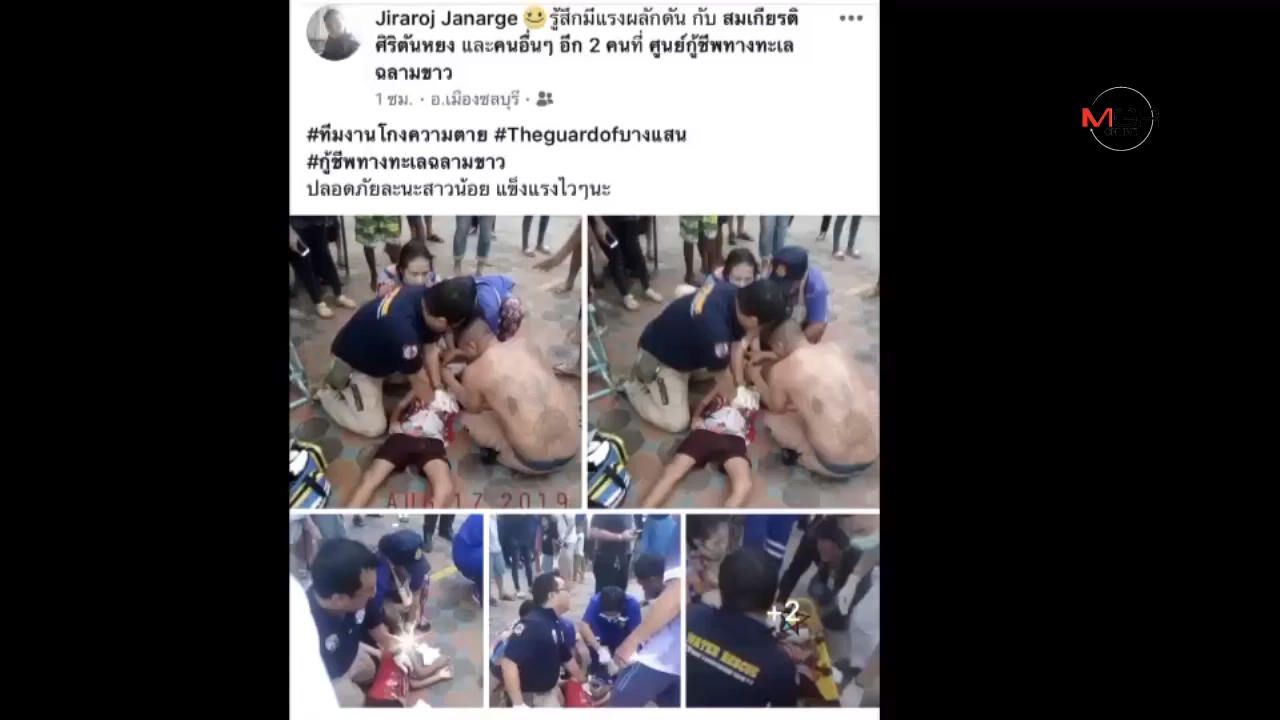 Jiraroj Janarge รู้สึกมีแรงผลักดัน กับ สมเกียรติ
ศิริตันหยง และคนอื่นๆ อีก 2 คนที่ ศูนย์กู้ชีพทางทะเล
ฉลามขาว
1 ชม. · อ.เมืองชลบุรี ·
#ทีมงานโกงความตาย #Theguardofบางแสน
#กู้ชีพทางทะเลฉลามขาว
ปลอดภัยละนะสาวน้อย แข็งแรงไวๆนะ
MGR
ONLINE
AUG 17 2019
+2
WATER RESCUE